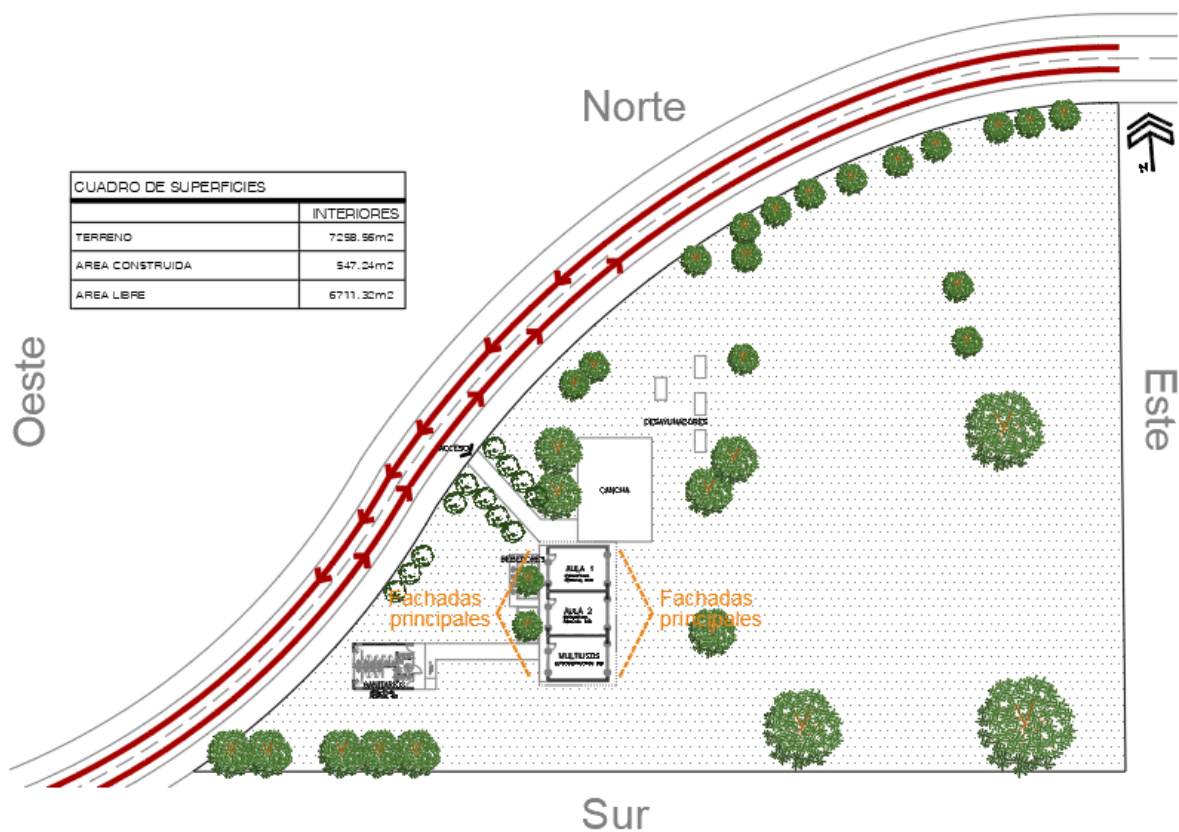 Norte
CUADRO DE SUPERFICIES
INTERIORES
TERRENO 7258.56m2
AREA CONSTRUIDA 547.24m2
AREA LIBRE 6711.32m2
Oeste
Este
N
DESAYUNADORES
ACCESO
CANCHA
BEBEDEROS
AULA 1
Fachadas
principales
AULA 2
Fachadas
principales
MULTIUSOS
SANITARIOS
Sur